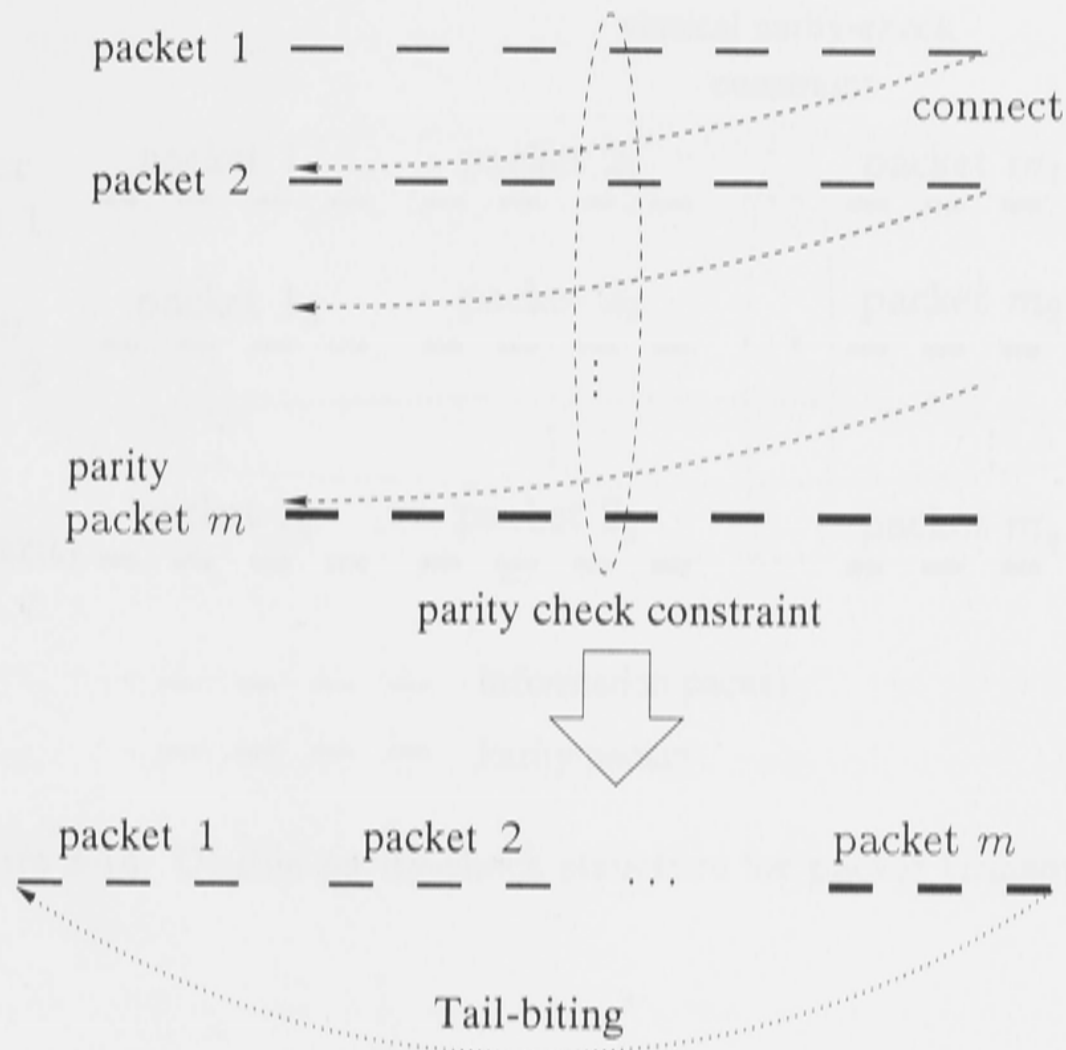 packet 1
connect
packet 2
⋮
parity
packet m
parity check constraint
packet 1 packet 2 packet m
...
Tail-biting